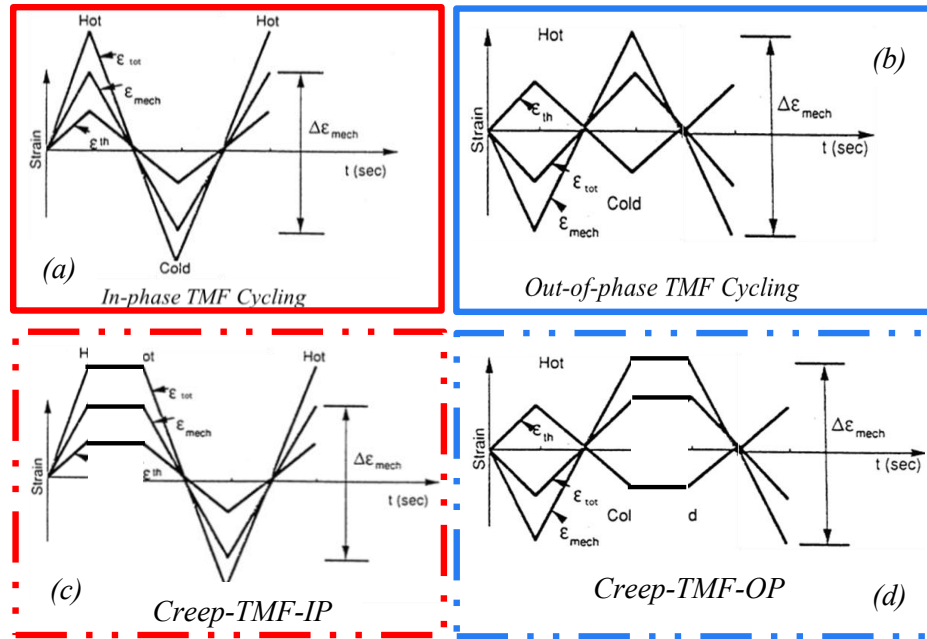 Hot Hot
ε tot
ε mech
ε th
Δε mech
Strain
t (sec)
(a)
Cold
In-phase TMF Cycling
Hot
(b)
ε th
Δε mech
Strain
t (sec)
ε tot
Cold
ε mech
Out-of-phase TMF Cycling
H ot Hot
ε tot
ε mech
Δε mech
ε th
Strain
t (sec)
(c)
Creep-TMF-IP
Hot
ε th
Δε mech
Strain
t (sec)
ε tot
Col d
ε mech
Creep-TMF-OP
(d)